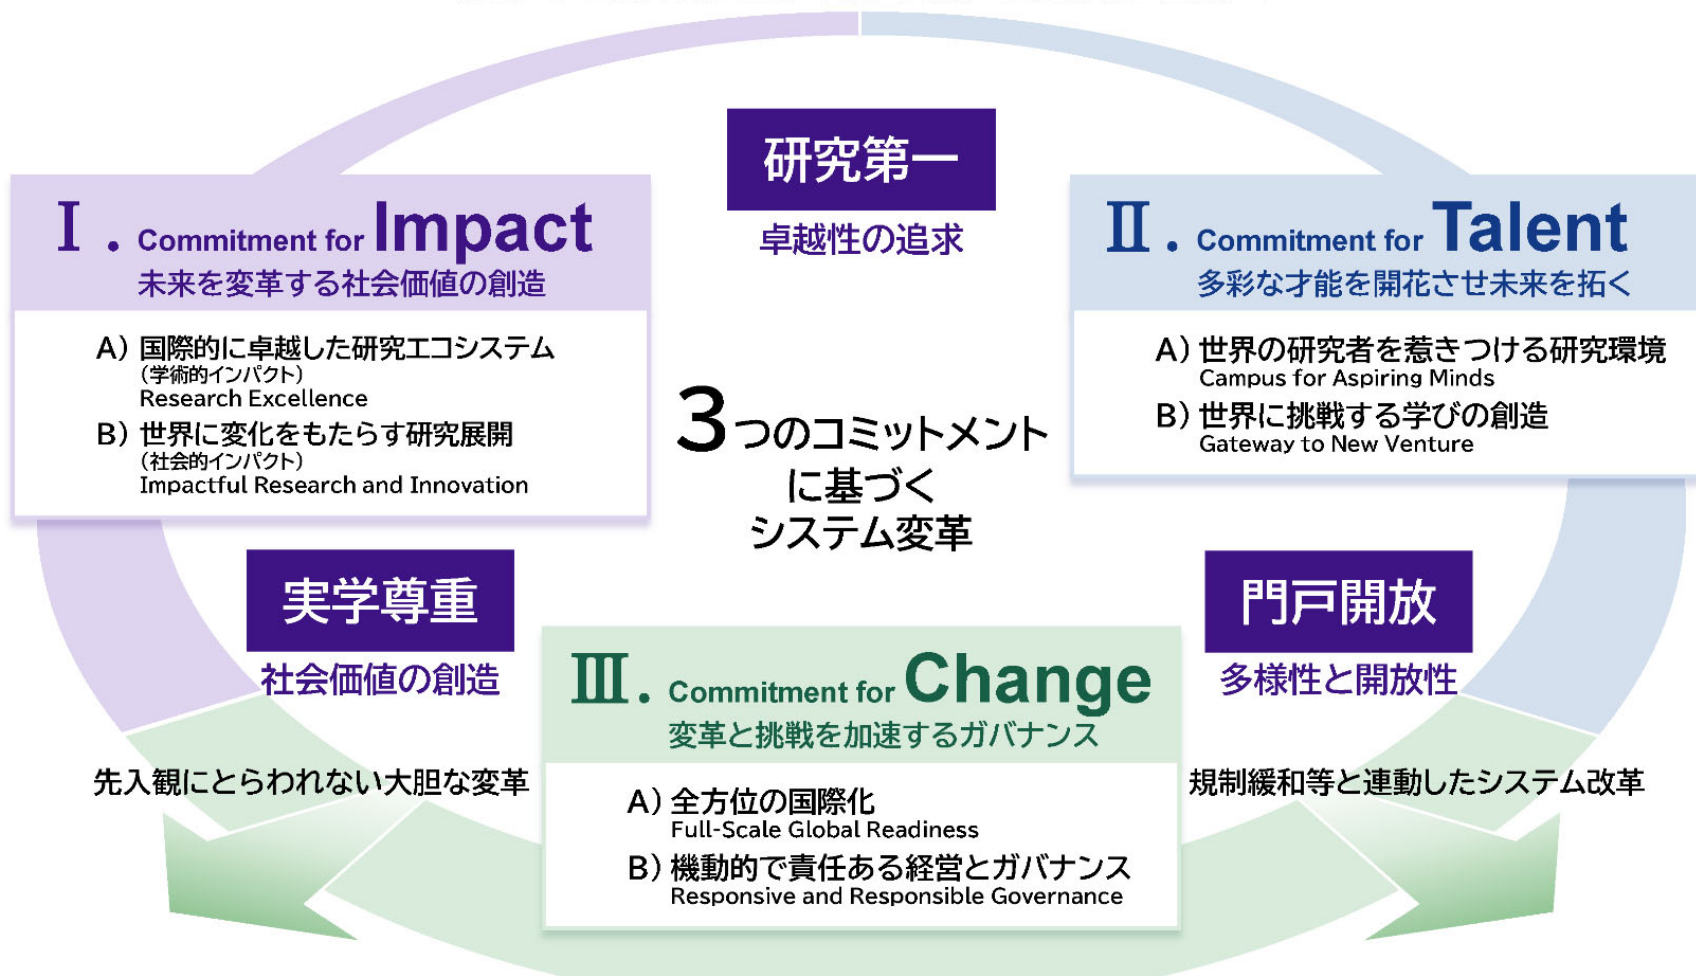 研究第一
卓越性の追求
Ⅰ. Commitment for Impact
未来を変革する社会価値の創造
A) 国際的に卓越した研究エコシステム
(学術的インパクト)
Research Excellence
B) 世界に変化をもたらす研究展開
(社会的インパクト)
Impactful Research and Innovation
Ⅱ. Commitment for Talent
多彩な才能を開花させ未来を拓く
A) 世界の研究者を惹きつける研究環境
Campus for Aspiring Minds
B) 世界に挑戦する学びの創造
Gateway to New Venture
3つのコミットメント
に基づく
システム変革
実学尊重
社会価値の創造
門戸開放
多様性と開放性
Ⅲ. Commitment for Change
変革と挑戦を加速するガバナンス
A) 全方位の国際化
Full-Scale Global Readiness
B) 機動的で責任ある経営とガバナンス
Responsive and Responsible Governance
先入観にとらわれない大胆な変革
規制緩和等と連動したシステム改革